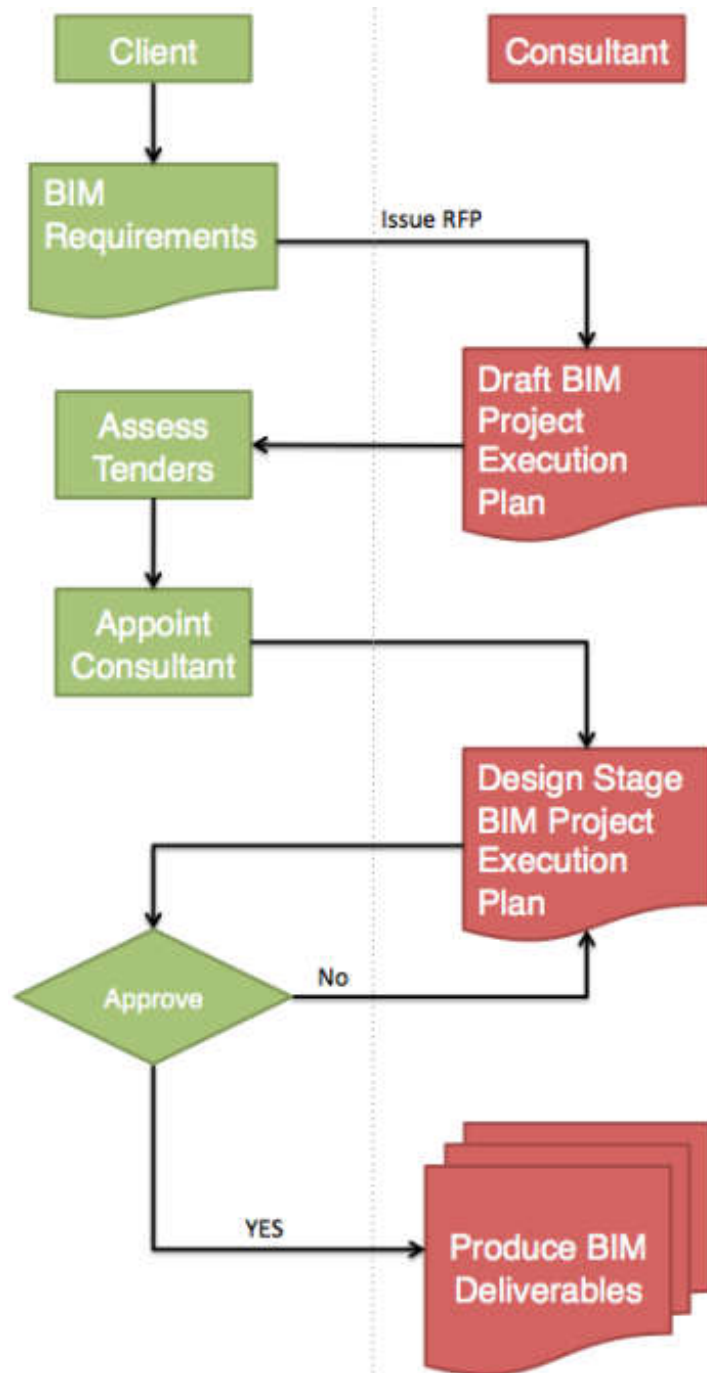 Client
Consultant
BIM
Requirements
Issue RFP
Draft BIM
Project
Execution
Plan
Assess
Tenders
Appoint
Consultant
Design Stage
BIM Project
Execution
Plan
Approve
No
YES
Produce BIM
Deliverables